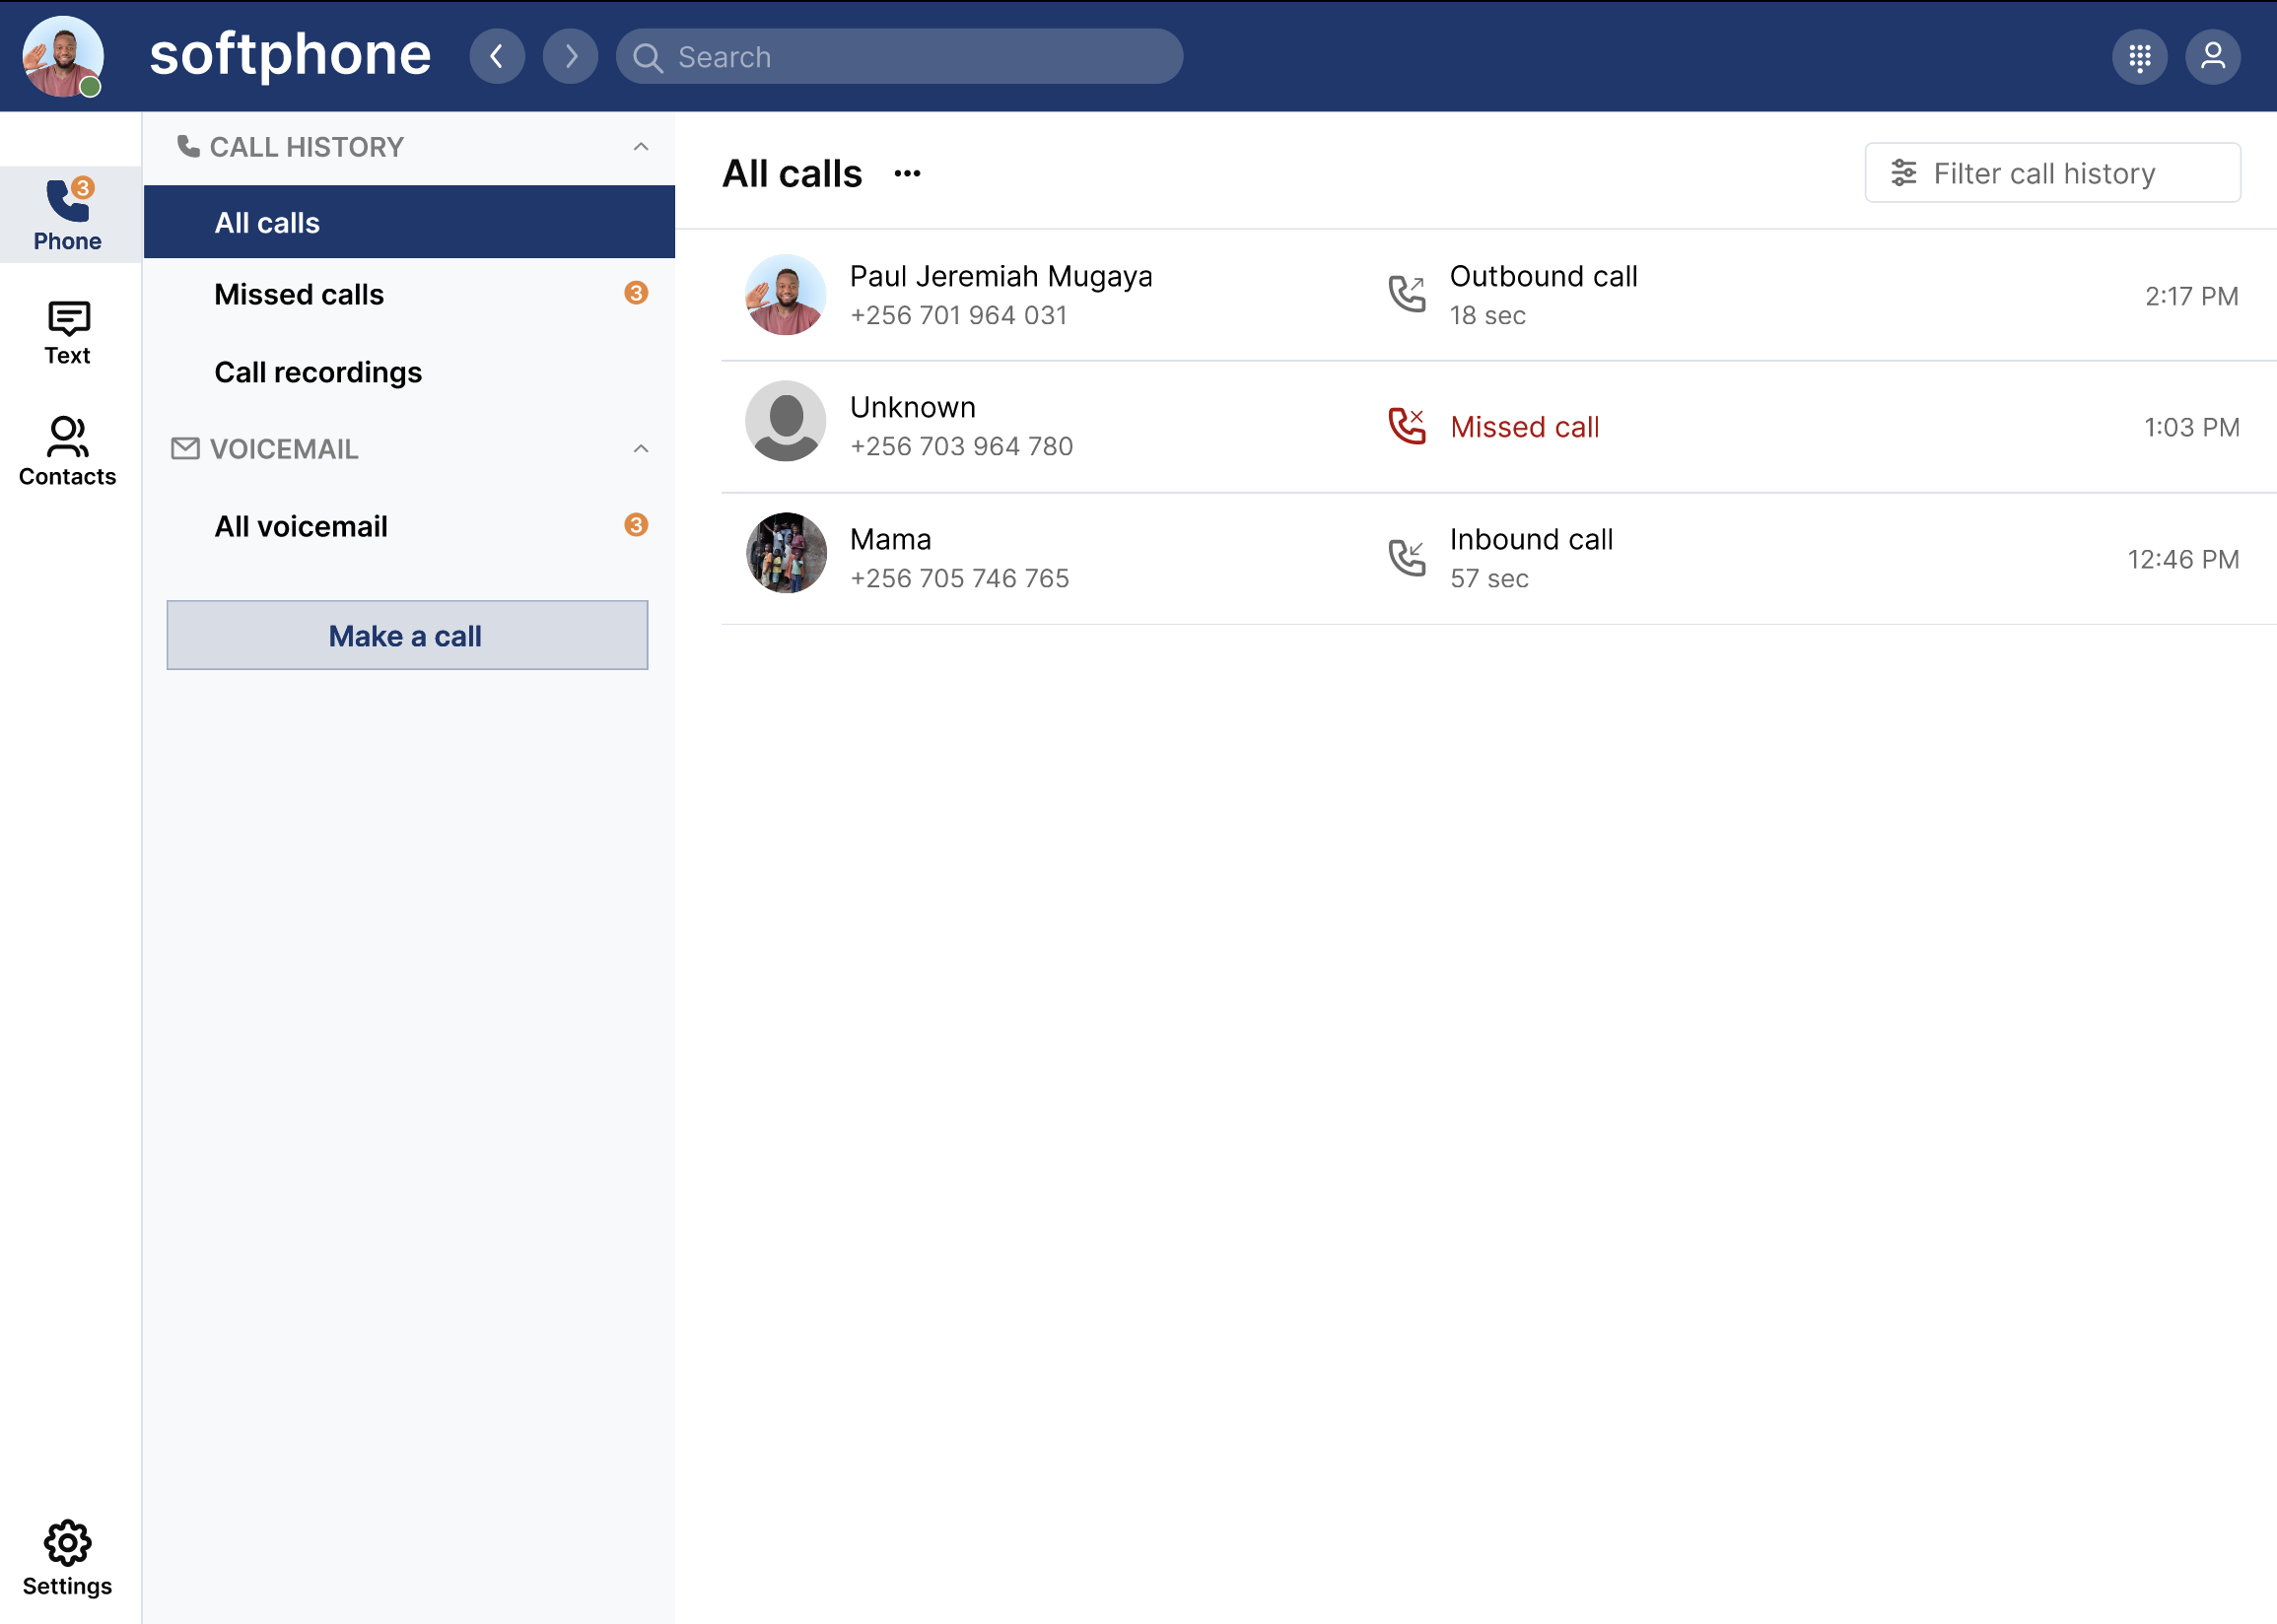 softphone
Search
CALL HISTORY
All calls
Missed calls 3
Call recordings
VOICEMAIL
All voicemail 3
Make a call
3
Phone
Text
Contacts
Settings
All calls ...
Filter call history
Paul Jeremiah Mugaya
+256 701 964 031
Outbound call
18 sec
2:17 PM
Unknown
+256 703 964 780
Missed call
1:03 PM
Mama
+256 705 746 765
Inbound call
57 sec
12:46 PM